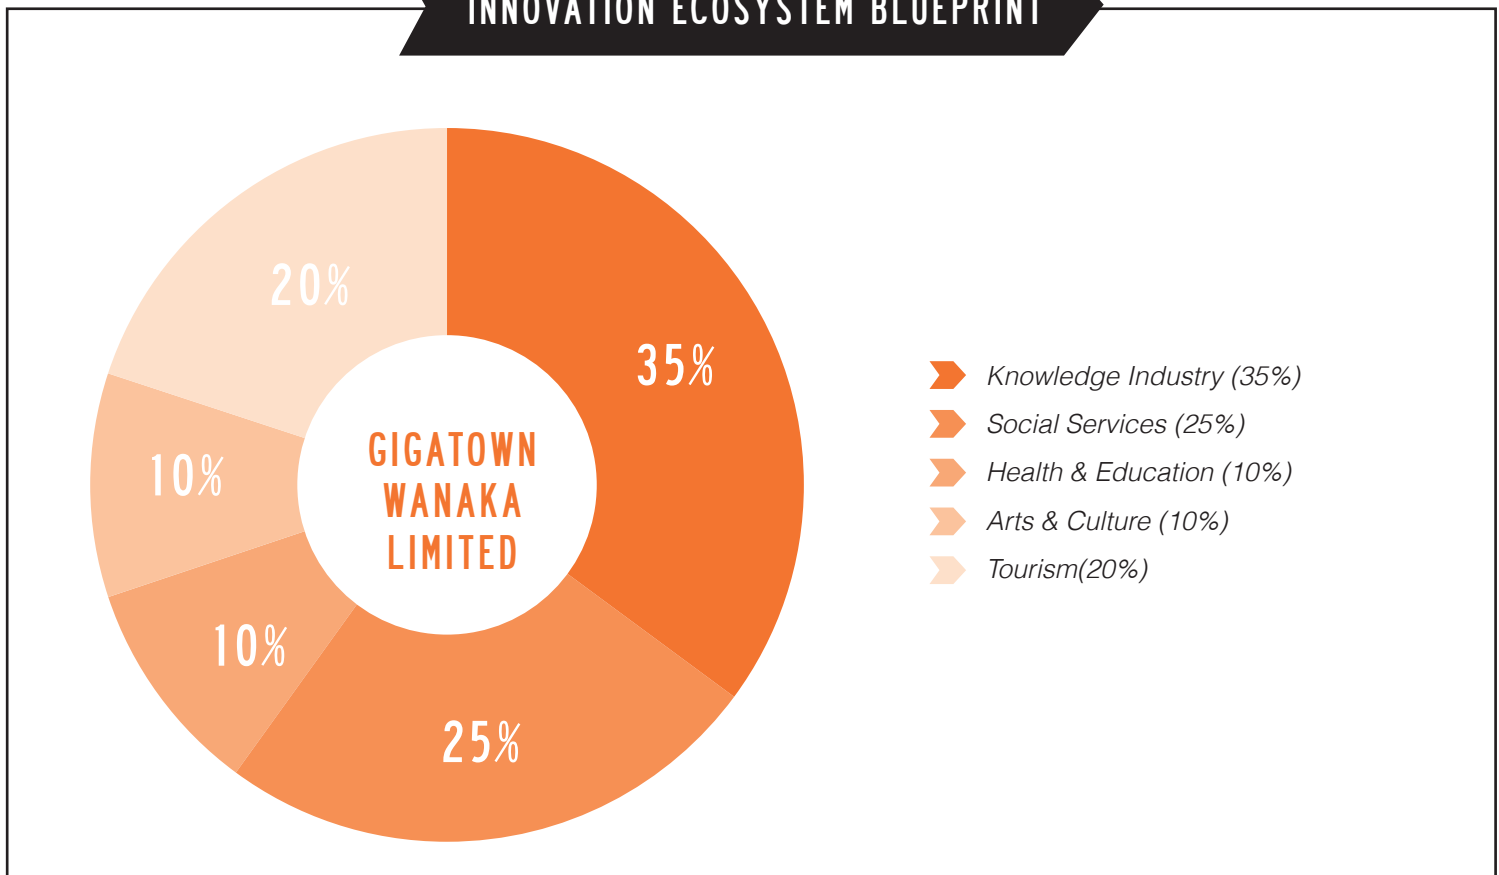 INNOVATION ECOSYSTEM BLUEPRINT
20%
35%
10%
GIGATOWN
WANAKA
LIMITED
10%
25%
Knowledge Industry (35%)
Social Services (25%)
Health & Education (10%)
Arts & Culture (10%)
Tourism(20%)